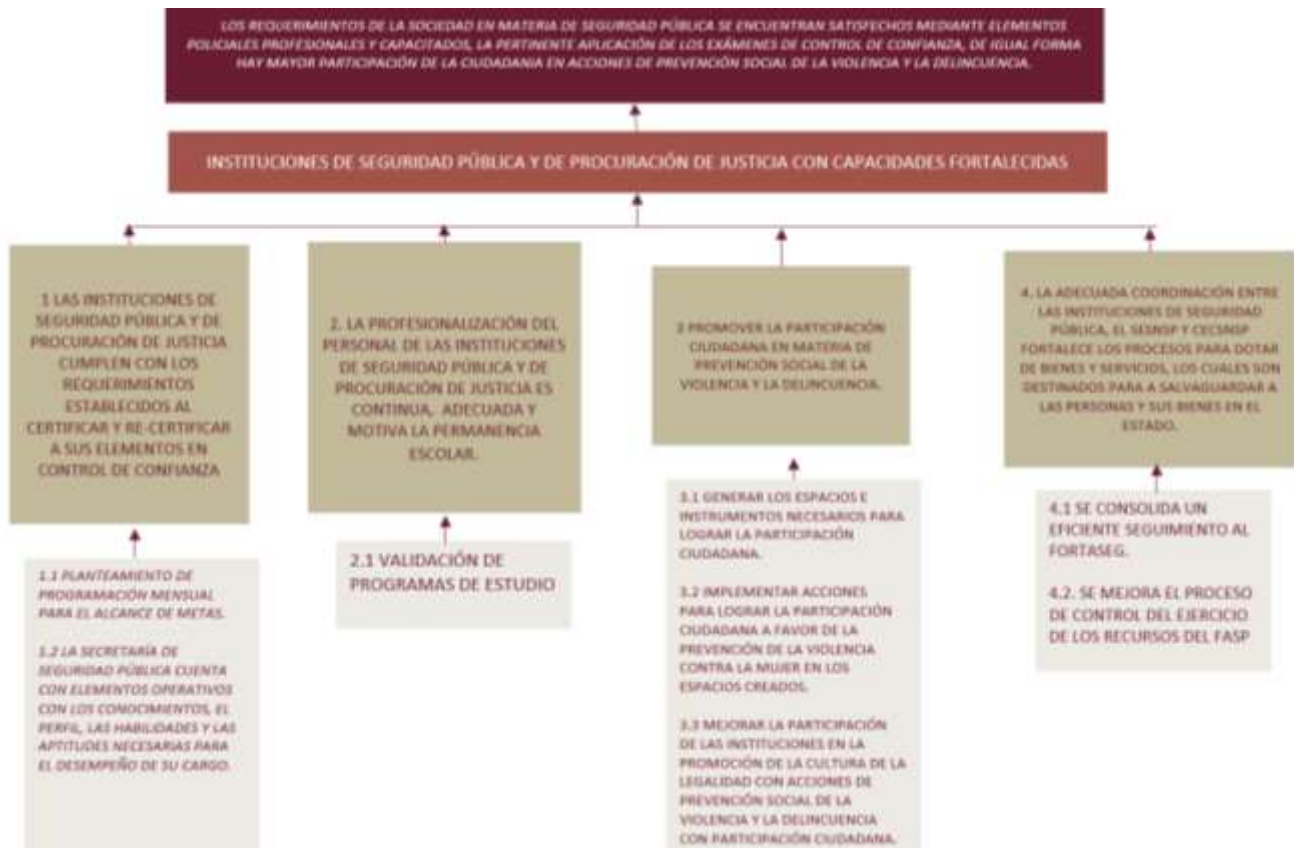 LOS REQUERIMIENTOS DE LA SOCIEDAD EN MATERIA DE SEGURIDAD PÚBLICA SE ENCUENTRAN SATISFECHOS MEDIANTE ELEMENTOS
POLICIALES PROFESIONALES Y CAPACITADOS, LA PERTINENTE APLICACIÓN DE LOS EXÁMENES DE CONTROL DE CONFIANZA, DE IGUAL FORMA
HAY MAYOR PARTICIPACIÓN DE LA CIUDADANIA EN ACCIONES DE PREVENCIÓN SOCIAL DE LA VIOLENCIA Y LA DELINCUENCIA.
INSTITUCIONES DE SEGURIDAD PÚBLICA Y DE PROCURACIÓN DE JUSTICIA CON CAPACIDADES FORTALECIDAS
1 LAS INSTITUCIONES DE
SEGURIDAD PÚBLICA Y DE
PROCURACIÓN DE JUSTICIA
CUMPLEN CON LOS
REQUERIMIENTOS
ESTABLECIDOS AL
CERTIFICAR Y RE-CERTIFICAR
A SUS ELEMENTOS EN
CONTROL DE CONFIANZA
2. LA PROFESIONALIZACIÓN DEL
PERSONAL DE LAS INSTITUCIONES
DE SEGURIDAD PÚBLICA Y DE
PROCURACIÓN DE JUSTICIA ES
CONTINUA, ADECUADA Y
MOTIVA LA PERMANENCIA
ESCOLAR.
3 PROMOVER LA PARTICIPACIÓN
CIUDADANA EN MATERIA DE
PREVENCIÓN SOCIAL DE LA
VIOLENCIA Y LA DELINCUENCIA.
4. LA ADECUADA COORDINACIÓN ENTRE
LAS INSTITUCIONES DE SEGURIDAD
PÚBLICA, EL SESNSP Y CECSNSP
FORTALECE LOS PROCESOS PARA DOTAR
DE BIENES Y SERVICIOS, LOS CUALES SON
DESTINADOS PARA A SALVAGUARDAR A
LAS PERSONAS Y SUS BIENES EN EL
ESTADO.
1.1 PLANTEAMIENTO DE
PROGRAMACIÓN MENSUAL
PARA EL ALCANCE DE METAS.
1.2 LA SECRETARÍA DE
SEGURIDAD PÚBLICA CUENTA
CON ELEMENTOS OPERATIVOS
CON LOS CONOCIMIENTOS, EL
PERFIL, LAS HABILIDADES Y LAS
APTITUDES NECESARIAS PARA
EL DESEMPEÑO DE SU CARGO.
2.1 VALIDACIÓN DE
PROGRAMAS DE ESTUDIO
3.1 GENERAR LOS ESPACIOS E
INSTRUMENTOS NECESARIOS PARA
LOGRAR LA PARTICIPACIÓN
CIUDADANA.
3.2 IMPLEMENTAR ACCIONES
PARA LOGRAR LA PARTICIPACIÓN
CIUDADANA A FAVOR DE LA
PREVENCIÓN DE LA VIOLENCIA
CONTRA LA MUJER EN LOS
ESPACIOS CREADOS.
3.3 MEJORAR LA PARTICIPACIÓN
DE LAS INSTITUCIONES EN LA
PROMOCIÓN DE LA CULTURA DE LA
LEGALIDAD CON ACCIONES DE
PREVENCIÓN SOCIAL DE LA
VIOLENCIA Y LA DELINCUENCIA
CON PARTICIPACIÓN CIUDADANA.
4.1 SE CONSOLIDA UN
EFICIENTE SEGUIMIENTO AL
FORTASEG.
4.2. SE MEJORA EL PROCESO
DE CONTROL DEL EJERCICIO
DE LOS RECURSOS DEL FASP